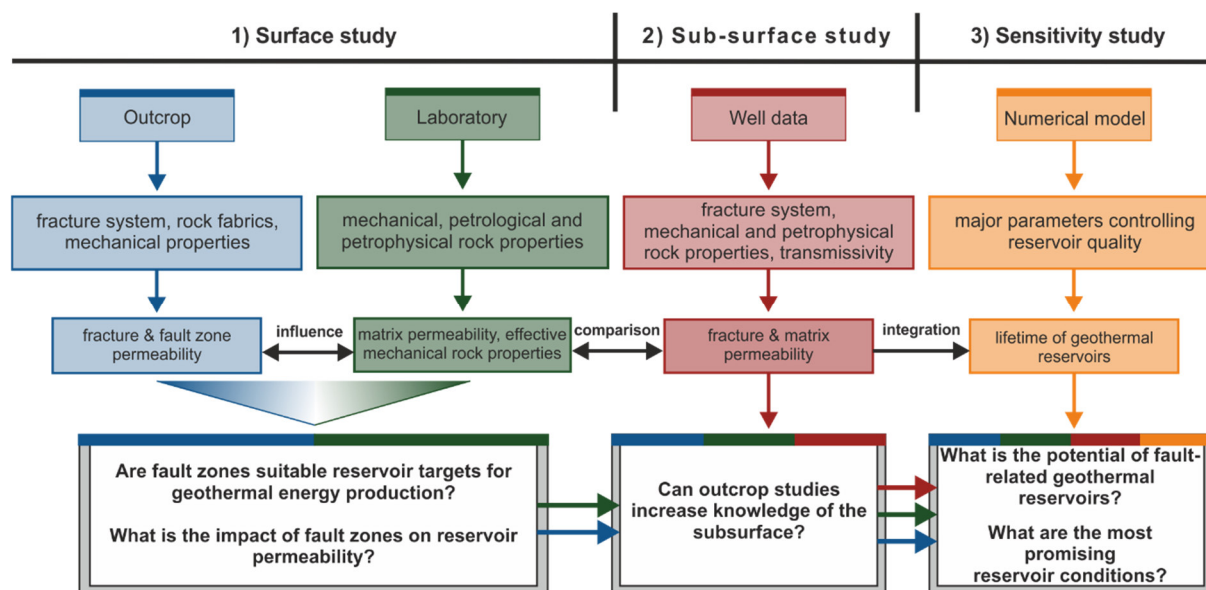 1) Surface study
2) Sub-surface study
3) Sensitivity study
Outcrop
Laboratory
Well data
Numerical model
fracture system, rock fabrics,
mechanical properties
mechanical, petrological and
petrophysical rock properties
fracture system,
mechanical and petrophysical
rock properties, transmissivity
major parameters controlling
reservoir quality
fracture & fault zone
permeability
influence
matrix permeability, effective
mechanical rock properties
comparison
fracture & matrix
permeability
integration
lifetime of geothermal
reservoirs
Are fault zones suitable reservoir targets for
geothermal energy production?
What is the impact of fault zones on reservoir
permeability?
Can outcrop studies
increase knowledge of the
subsurface?
What is the potential of fault-
related geothermal
reservoirs?
What are the most
promising
reservoir conditions?